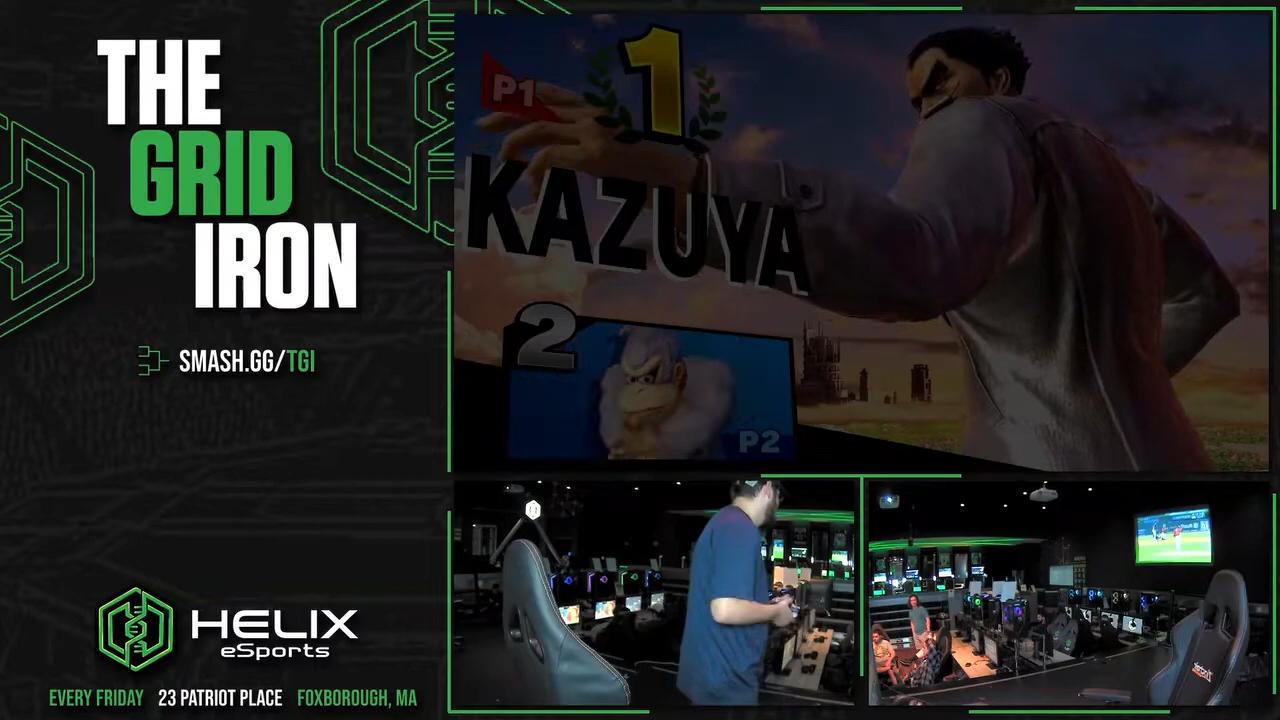 THE
GRID
IRON
SMASH.GG/TGI
HELIX
eSports
EVERY FRIDAY 23 PATRIOT PLACE FOXBOROUGH, MA
P1
1
KAZUYA
2
P2